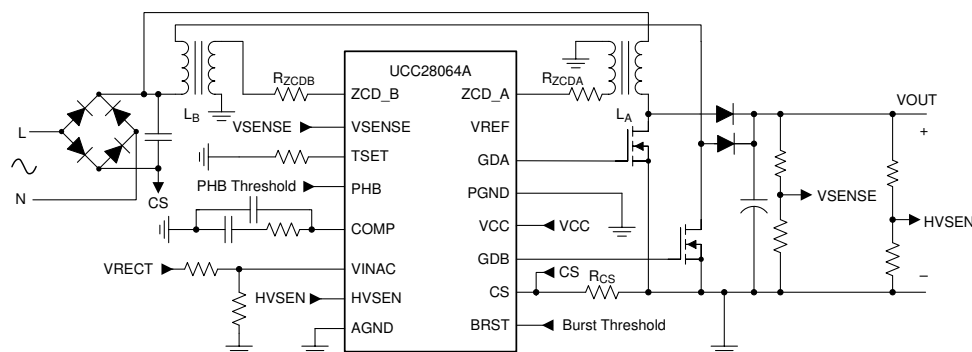 UCC28064A
RZCDB
RZCDA
ZCD_B
ZCD_A
LB
LA
VOUT
L
VSENSE
VSENSE
VREF
+
TSET
GDA
PHB Threshold
PHB
PGND
VSENSE
N
CS
COMP
VCC
VCC
HVSEN
GDB
VRECT
VINAC
CS
RCS
–
HVSEN
HVSEN
CS
AGND
BRST
Burst Threshold